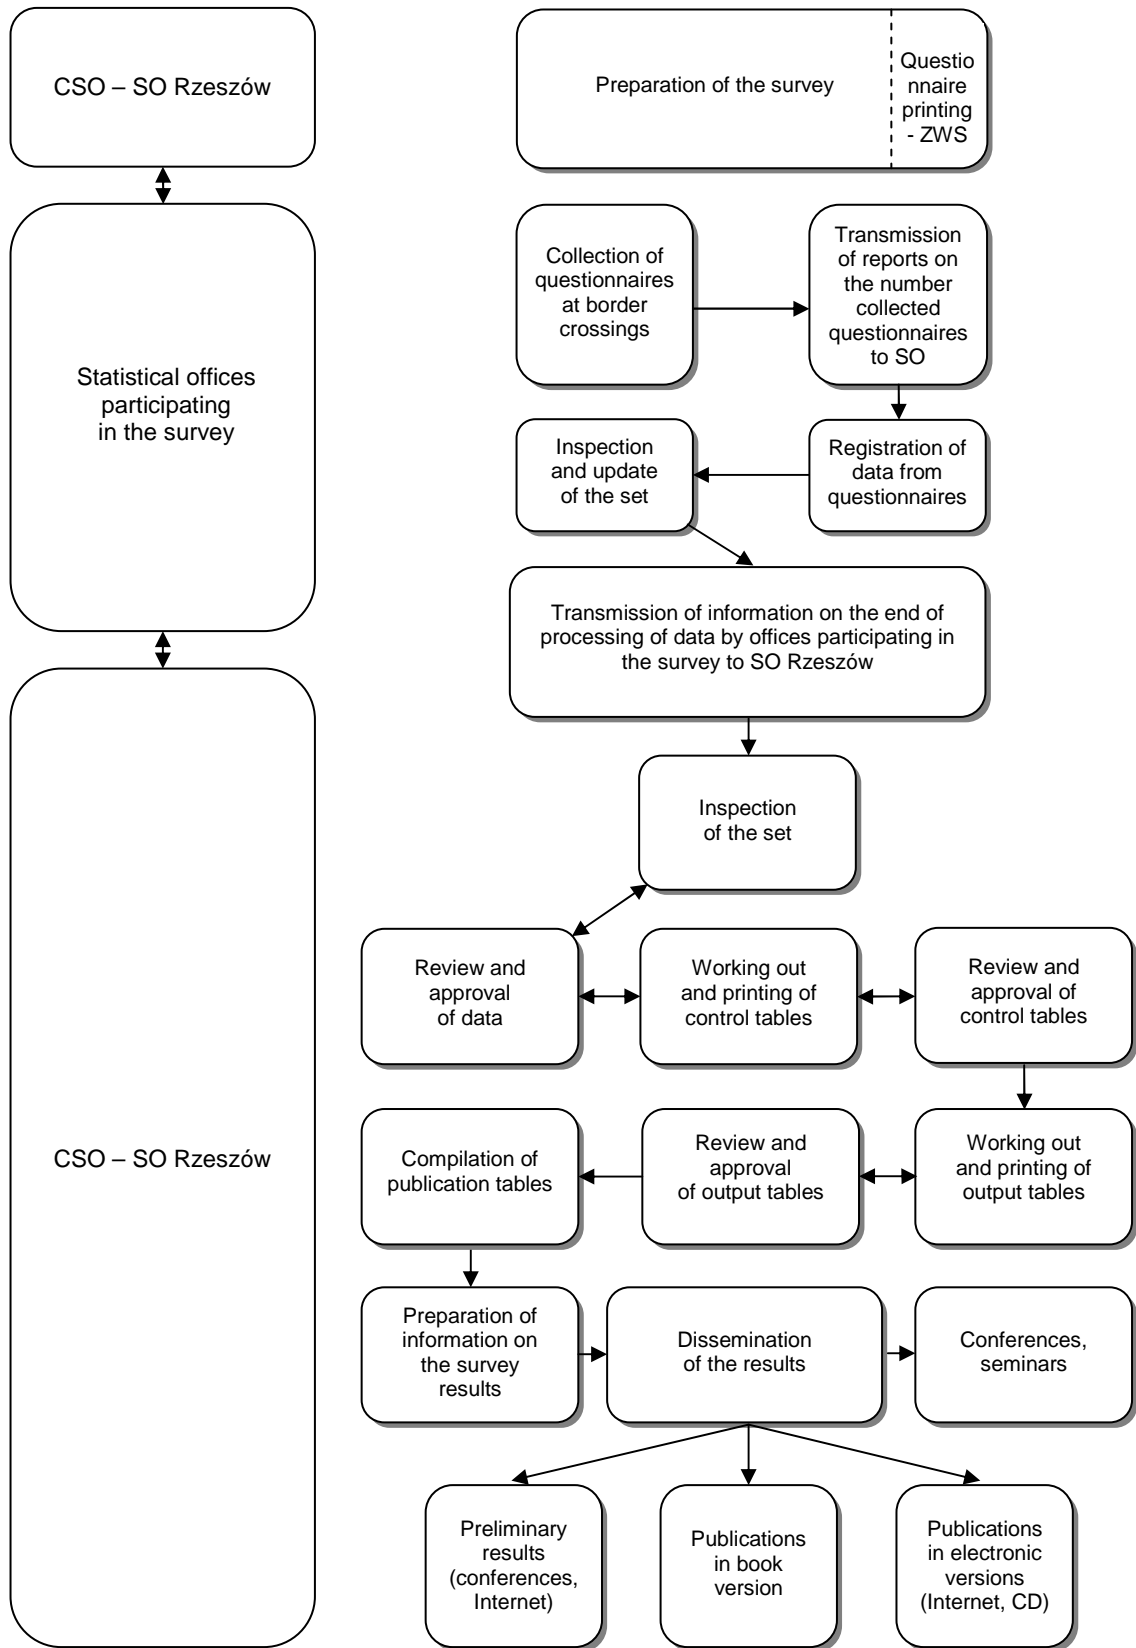 CSO – SO Rzeszów
Preparation of the survey
Questio
nnaire
printing
- ZWS
Statistical offices
participating
in the survey
Collection of
questionnaires
at border
crossings
Transmission
of reports on
the number
collected
questionnaires
to SO
Inspection
and update
of the set
Registration of
data from
questionnaires
Transmission of information on the end of
processing of data by offices participating in
the survey to SO Rzeszów
CSO – SO Rzeszów
Inspection
of the set
Review and
approval
of data
Working out
and printing of
control tables
Review and
approval of
control tables
Compilation of
publication tables
Review and
approval
of output tables
Working out
and printing of
output tables
Preparation of
information on
the survey
results
Dissemination
of the results
Conferences,
seminars
Preliminary
results
(conferences,
Internet)
Publications
in book
version
Publications
in electronic
versions
(Internet, CD)